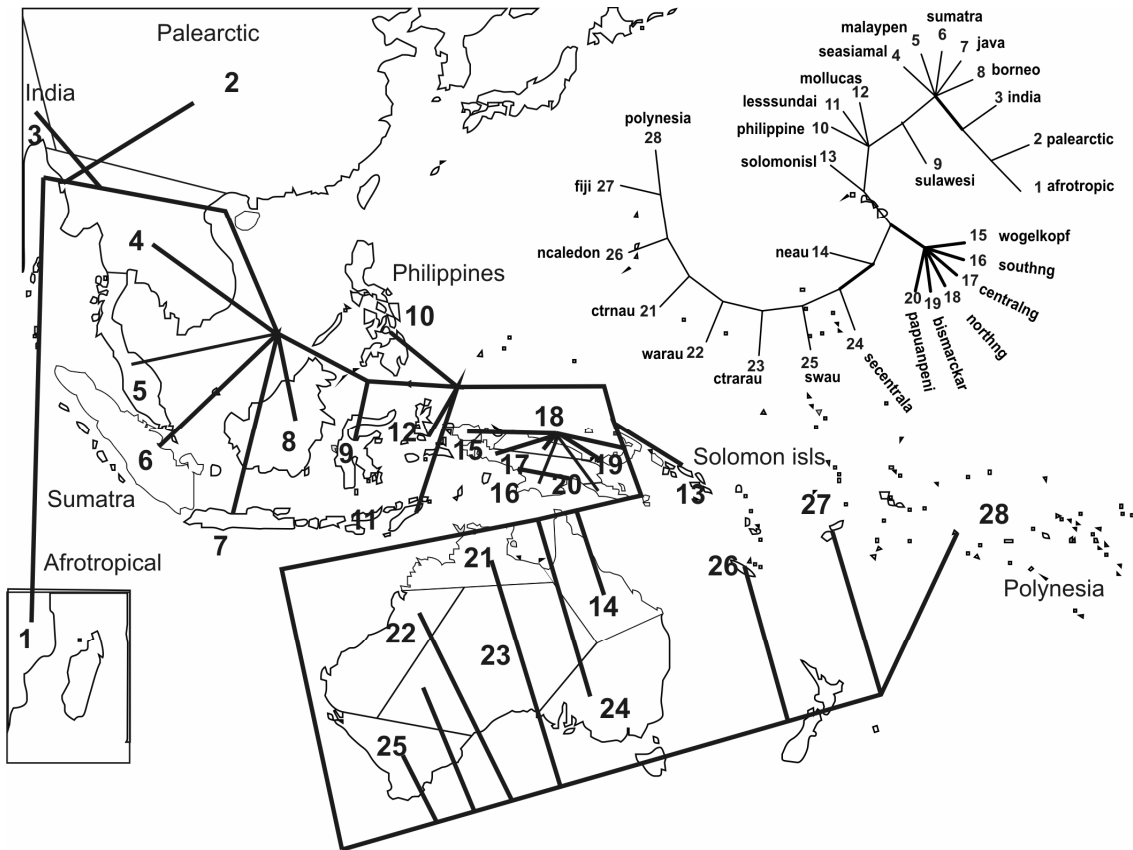 Palearctic
2
India
3
4
Philippines
10
5
6
8
9
12
Sumatra
7
11
Afrotropical
1
15
18
17
16
20
19
Solomon isls
13
27
28
26
Polynesia
21
14
22
23
24
25
sumatra
6
malaypen
5
7 java
seasiamal
4
8 borneo
mollucas
12
3 india
lesssundai
11
philippine 10
2 palearctic
9
sulawesi
solomonisl 13
1 afrotropic
polynesia
28
fiji 27
ncaledon 26
neau 14
15 wogelkopf
16 southng
17 centralng
18 northng
19 bismarckar
20 papuanpeni
ctrnau 21
warau 22
23
ctrarau
25
swau
24
secentrala